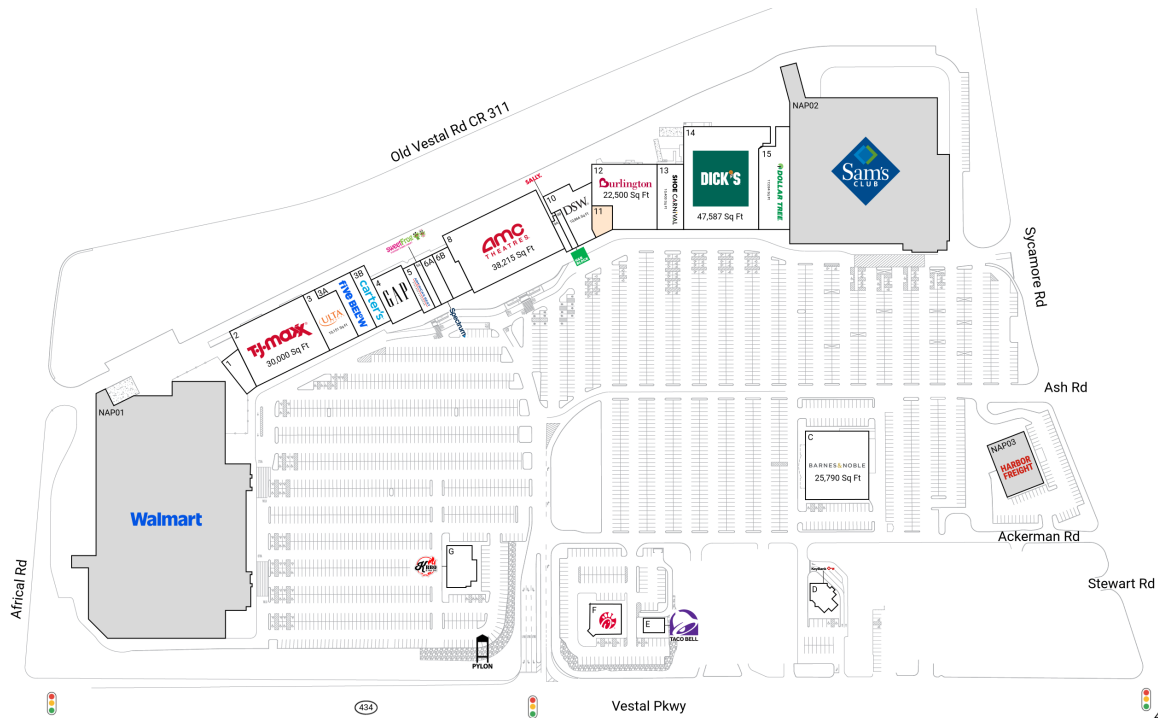 Old Vestal Rd CR 311
NAP02
Sam's
CLUB
14
DICK'S
47,587 Sq Ft
15
DOLLAR TREE
12
Burlington
22,500 Sq Ft
11
13
SHOE CARNIVAL
SALLY
10
DSW
8
AMC
THEATRES
38,215 Sq Ft
sweetFrog
6B
6A
5
4
GAP
3B
carter's
five BELOW
3A
3
ULTA
2
T·J·maxx
30,000 Sq Ft
1
Spectrum
Sycamore Rd
Ash Rd
NAP01
Walmart
C
BARNES&NOBLE
25,790 Sq Ft
NAP03
HARBOR
FREIGHT
Ackerman Rd
Stewart Rd
Africal Rd
G
KeyBank
D
F
E
TACO BELL
PYLON
434
Vestal Pkwy